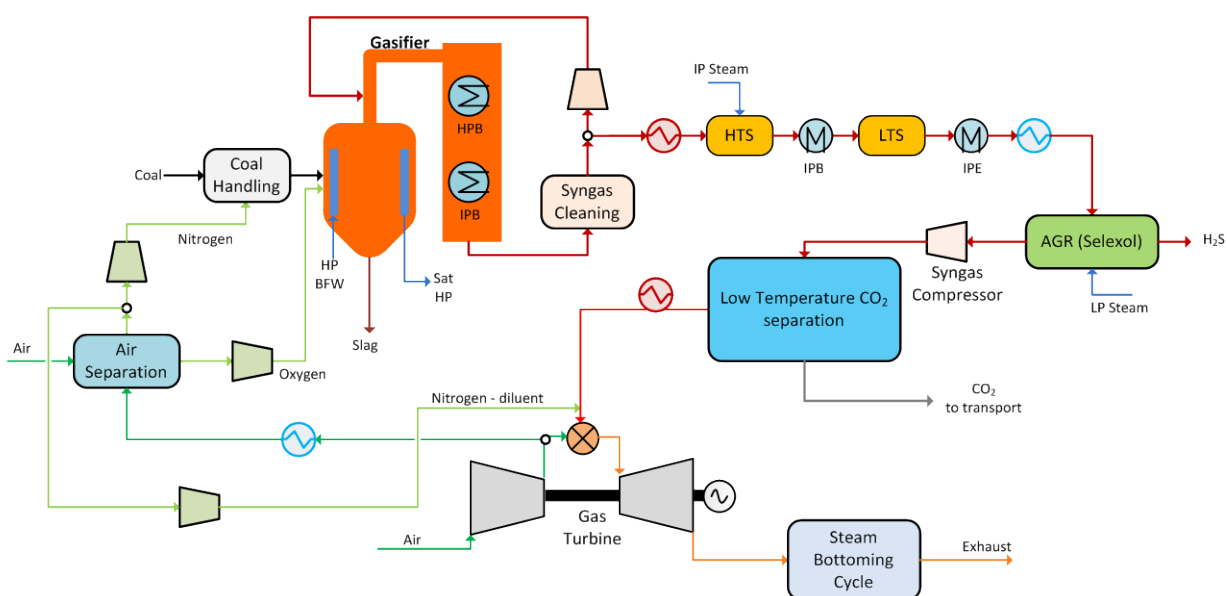 Gasifier
IP Steam
HPB
HTS
LTS
IPB
IPE
Coal
Coal
Handling
IPB
Syngas
Cleaning
Nitrogen
AGR (Selexol)
H₂S
HP
BFW
Sat
HP
Syngas
Compressor
LP Steam
Low Temperature CO₂
separation
Slag
Air
Air
Separation
Oxygen
CO₂
to transport
Nitrogen - diluent
Gas
Turbine
Air
Steam
Bottoming
Cycle
Exhaust